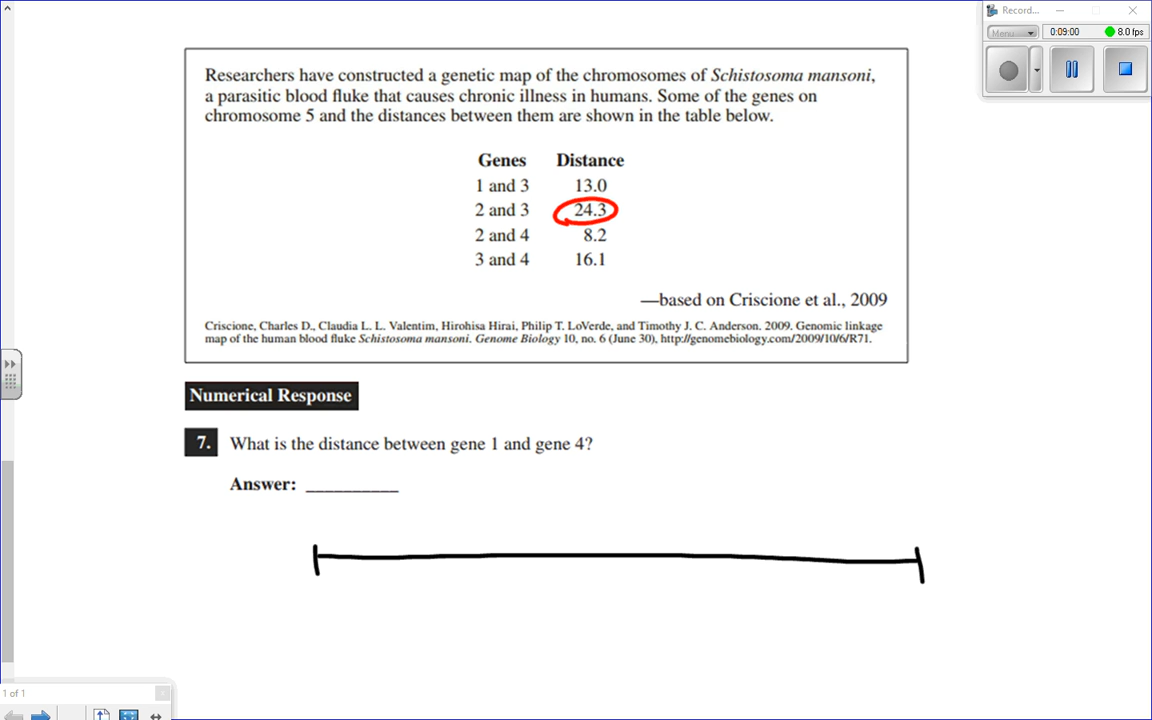 Record...
Menu
0:09:00
8.0 fps
Researchers have constructed a genetic map of the chromosomes of Schistosoma mansoni,
a parasitic blood fluke that causes chronic illness in humans. Some of the genes on
chromosome 5 and the distances between them are shown in the table below.
Genes Distance
1 and 3 13.0
2 and 3 24.3
2 and 4 8.2
3 and 4 16.1
—based on Criscione et al., 2009
Criscione, Charles D., Claudia L. L. Valentim, Hirohisa Hirai, Philip T. LoVerde, and Timothy J. C. Anderson. 2009. Genomic linkage
map of the human blood fluke Schistosoma mansoni. Genome Biology 10, no. 6 (June 30), http://genomebiology.com/2009/10/6/R71.
Numerical Response
7. What is the distance between gene 1 and gene 4?
Answer: __________
1 of 1